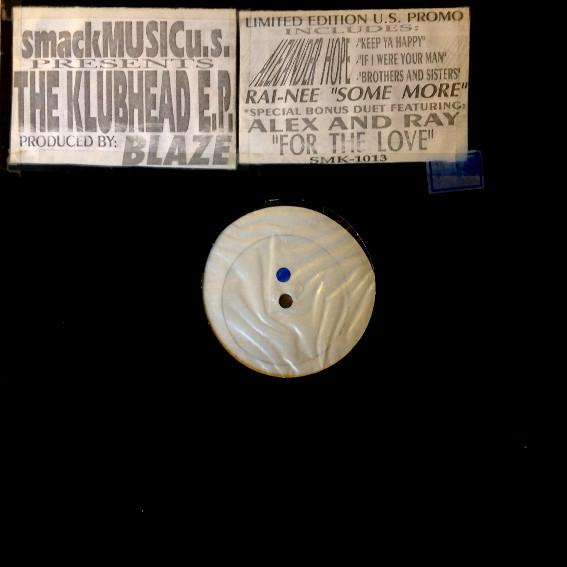 smackMUSICu.s.
PRESENTS
THE KLUBHEAD E.P.
PRODUCED BY: BLAZE
LIMITED EDITION U.S. PROMO
INCLUDES:
ALEXANDER HOPE -"KEEP YA HAPPY"
-"IF I WERE YOUR MAN"
-"BROTHERS AND SISTERS"
RAI-NEE "SOME MORE"
*SPECIAL BONUS DUET FEATURING:
ALEX AND RAY
"FOR THE LOVE"
SMK-1013